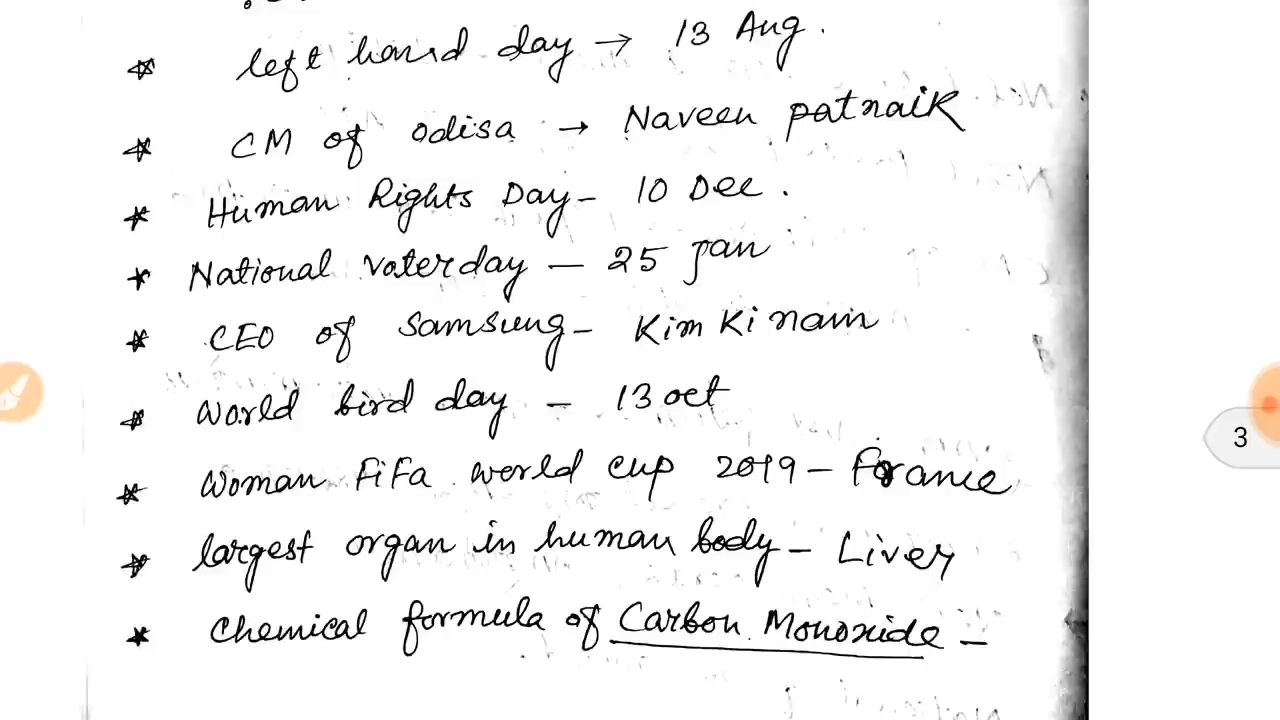 * left hand day → 13 Aug.
* CM of odisa → Naveen patnaik
* Human Rights Day - 10 Dec.
* National voter day - 25 Jan
* CEO of Samsung - Kim Ki nam
* World bird day - 13 oct
* Woman FiFa world cup 2019 - France
* largest organ in human body - Liver
* Chemical formula of Carbon Monoxide -
3